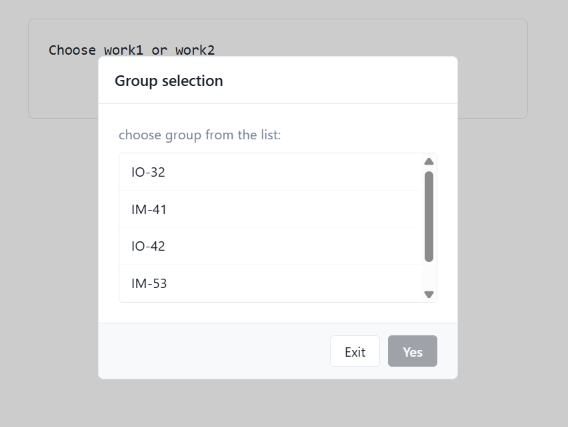 Choose work1 or work2
Group selection
choose group from the list:
IO-32
IM-41
IO-42
IM-53
Exit
Yes